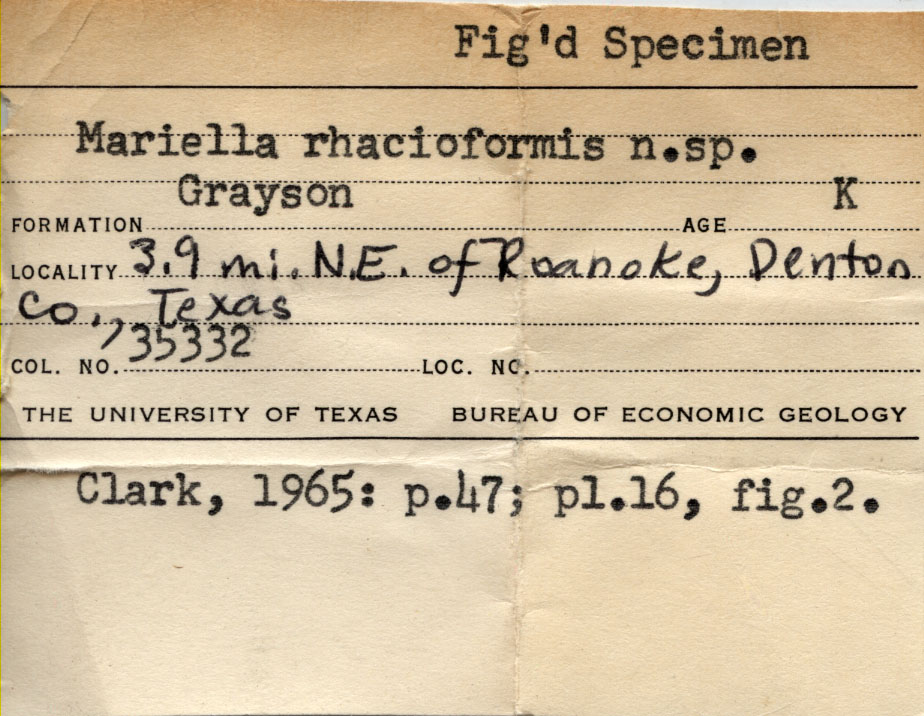 Fig'd Specimen
Mariella rhacioformis n.sp.
Grayson K
FORMATION AGE
LOCALITY 3.9 mi. N.E. of Roanoke, Denton
Co., Texas
COL. NO. 35332 LOC. NO.
THE UNIVERSITY OF TEXAS BUREAU OF ECONOMIC GEOLOGY
Clark, 1965: p.47; pl.16, fig.2.